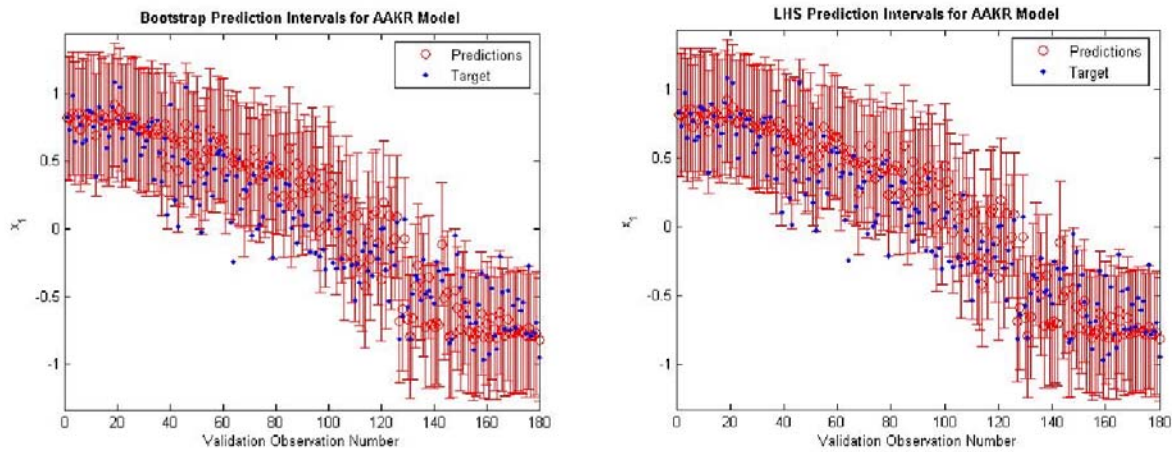 Bootstrap Prediction Intervals for AAKR Model
Predictions
Target
1
0.5
0
-0.5
-1
x1
0 20 40 60 80 100 120 140 160 180
Validation Observation Number
LHS Prediction Intervals for AAKR Model
Predictions
Target
1
0.5
0
-0.5
-1
x1
0 20 40 60 80 100 120 140 160 180
Validation Observation Number